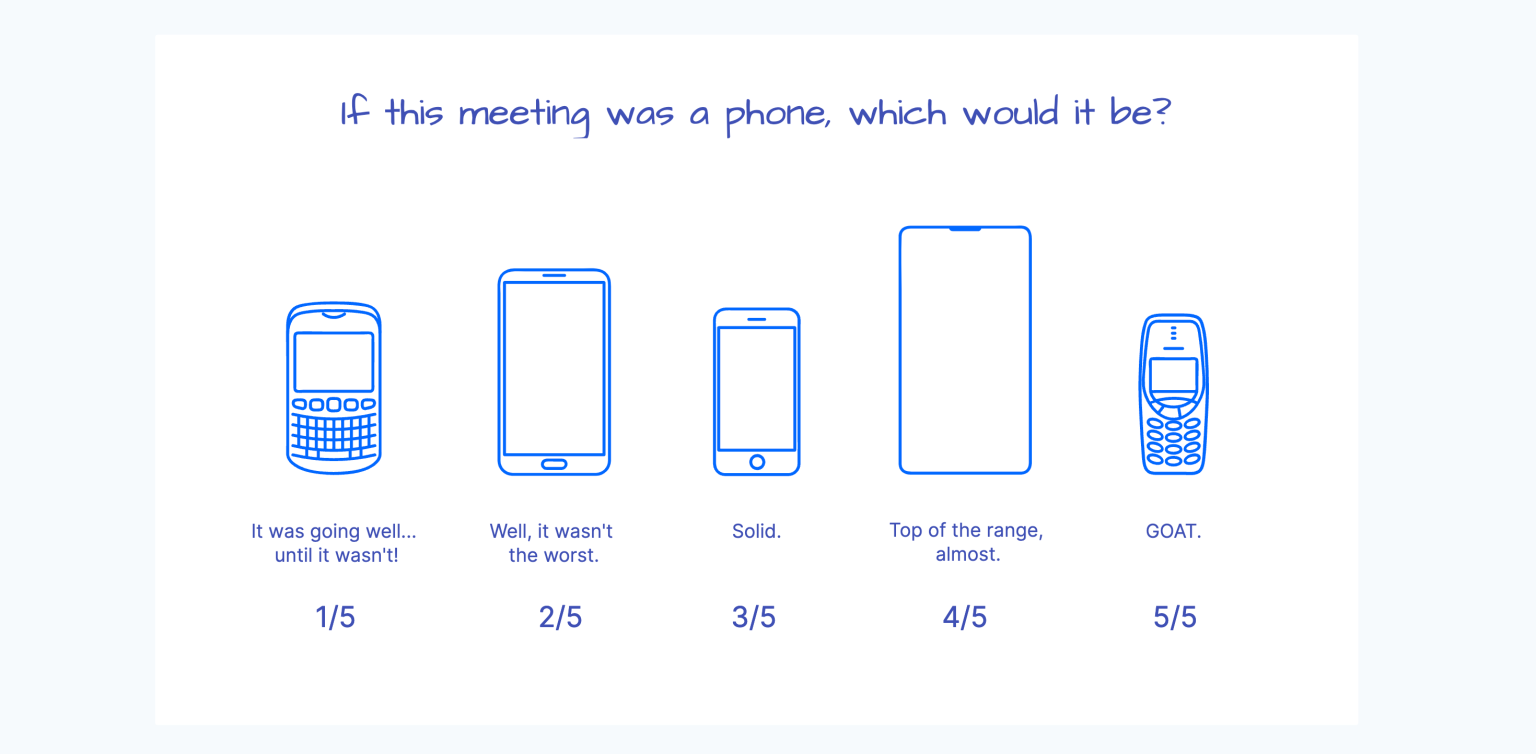 If this meeting was a phone, which would it be?
It was going well...
until it wasn't!
Well, it wasn't
the worst.
Solid.
Top of the range,
almost.
GOAT.
1/5
2/5
3/5
4/5
5/5